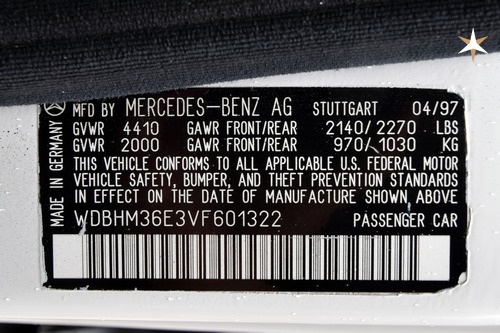 MFD BY MERCEDES-BENZ AG STUTTGART 04/97
GVWR 4410 GAWR FRONT/REAR 2140/2270 LBS
GVWR 2000 GAWR FRONT/REAR 970/1030 KG
THIS VEHICLE CONFORMS TO ALL APPLICABLE U.S. FEDERAL MOTOR
VEHICLE SAFETY, BUMPER, AND THEFT PREVENTION STANDARDS
IN EFFECT ON THE DATE OF MANUFACTURE SHOWN ABOVE
WDBHM36E3VF601322 PASSENGER CAR
MADE IN GERMANY